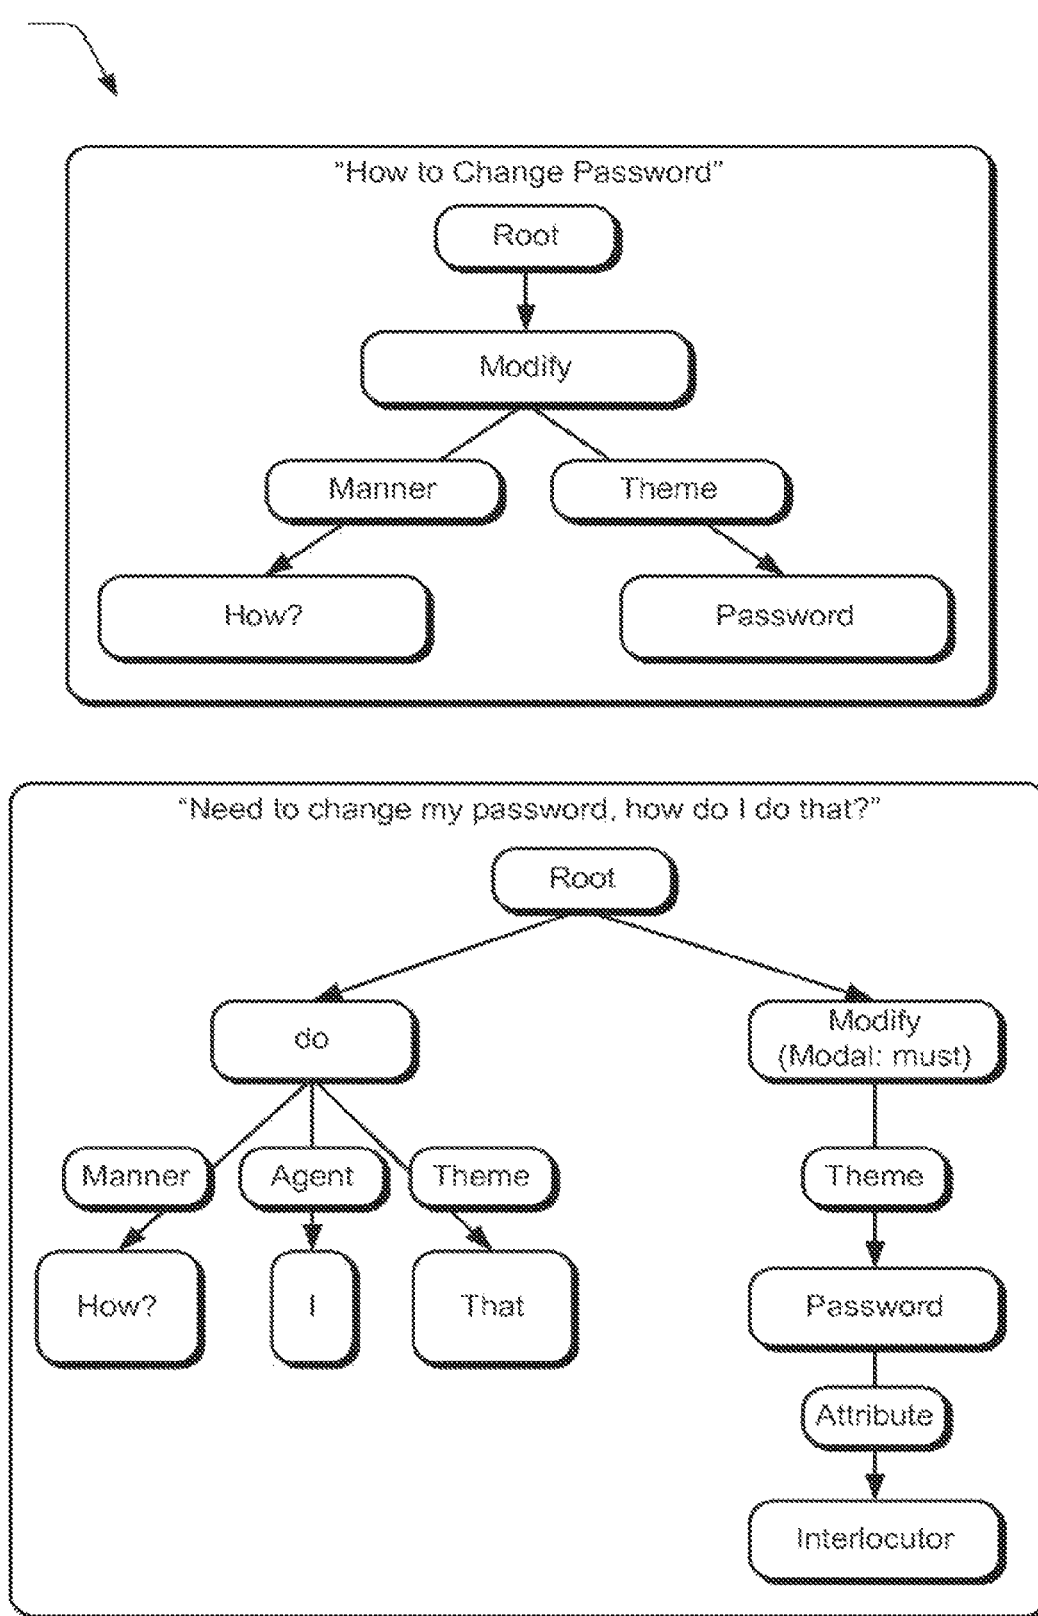 “How to Change Password”
Root
Modify
Manner Theme
How? Password
“Need to change my password, how do I do that?”
Root
do
Modify
(Modal: must)
Manner Agent Theme Theme
How? I That Password
Attribute
Interlocutor